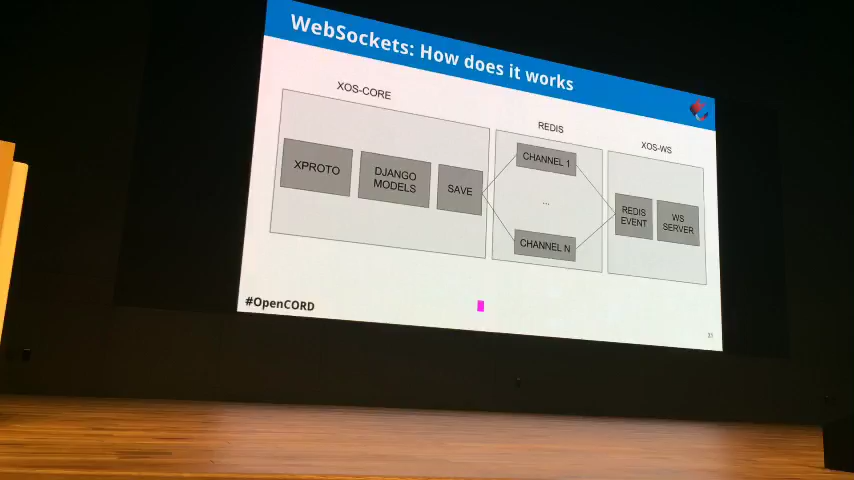 WebSockets: How does it works
XOS-CORE
REDIS
XOS-WS
XPROTO
DJANGO
MODELS
SAVE
CHANNEL 1
...
CHANNEL N
REDIS
EVENT
WS
SERVER
#OpenCORD